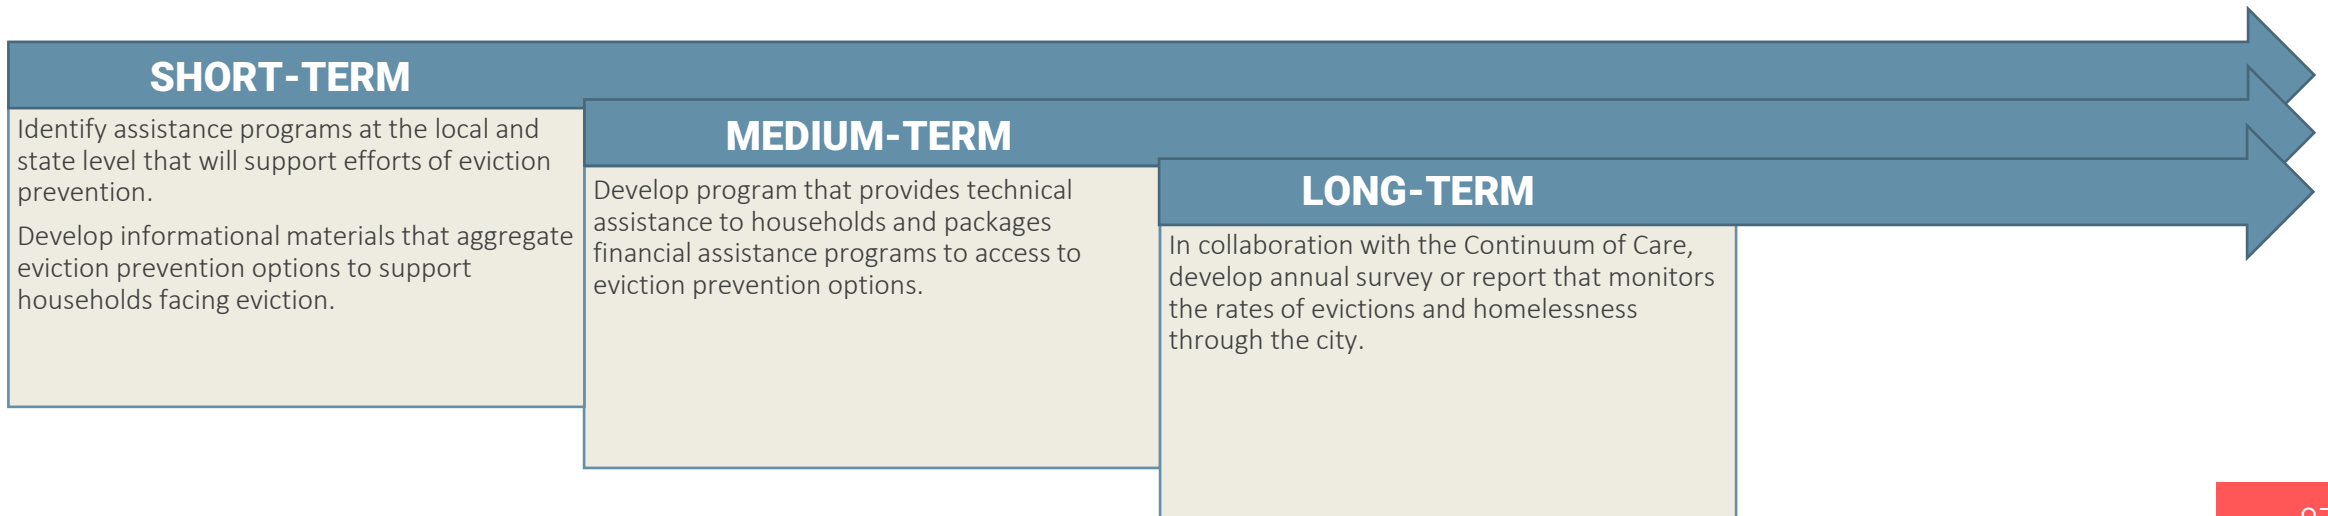 SHORT-TERM
Identify assistance programs at the local and
state level that will support efforts of eviction
prevention.
Develop informational materials that aggregate
eviction prevention options to support
households facing eviction.
MEDIUM-TERM
Develop program that provides technical
assistance to households and packages
financial assistance programs to access to
eviction prevention options.
LONG-TERM
In collaboration with the Continuum of Care,
develop annual survey or report that monitors
the rates of evictions and homelessness
through the city.